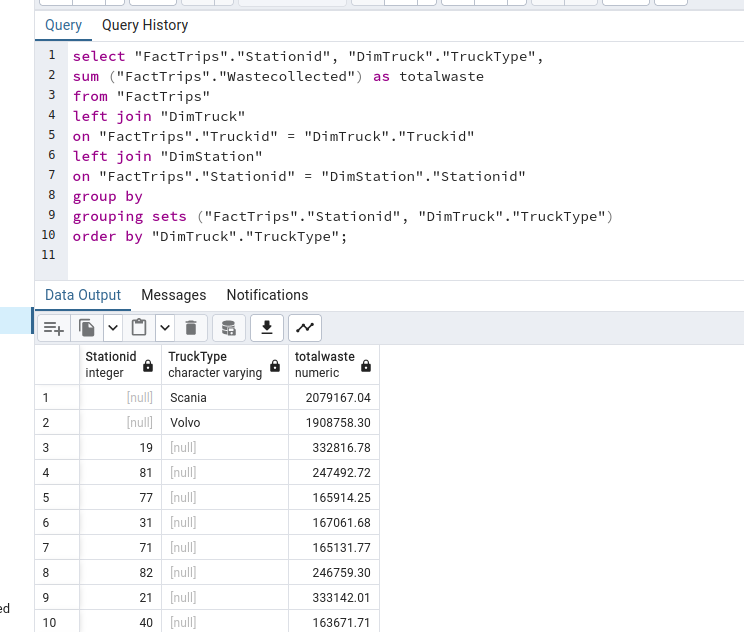 Query Query History
1 select "FactTrips"."Stationid", "DimTruck"."TruckType",
2 sum ("FactTrips"."Wastecollected") as totalwaste
3 from "FactTrips"
4 left join "DimTruck"
5 on "FactTrips"."Truckid" = "DimTruck"."Truckid"
6 left join "DimStation"
7 on "FactTrips"."Stationid" = "DimStation"."Stationid"
8 group by
9 grouping sets ("FactTrips"."Stationid", "DimTruck"."TruckType")
10 order by "DimTruck"."TruckType";
11
Data Output Messages Notifications
Stationid TruckType totalwaste
integer character varying numeric
1 [null] Scania 2079167.04
2 [null] Volvo 1908758.30
3 19 [null] 332816.78
4 81 [null] 247492.72
5 77 [null] 165914.25
6 31 [null] 167061.68
7 71 [null] 165131.77
8 82 [null] 246759.30
9 21 [null] 333142.01
ed
10 40 [null] 163671.71